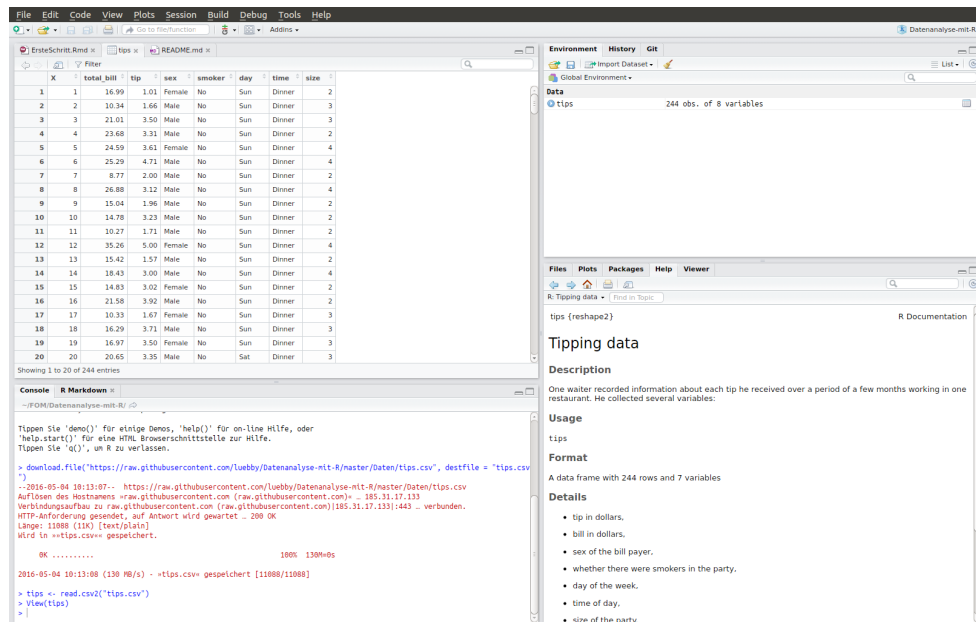 File Edit Code View Plots Session Build Debug Tools Help
Go to file/function Addins Datenanalyse-mit-R
ErsteSchritt.Rmd tips README.md
Filter
X total_bill tip sex smoker day time size
1 1 16.99 1.01 Female No Sun Dinner 2
2 2 10.34 1.66 Male No Sun Dinner 3
3 3 21.01 3.50 Male No Sun Dinner 3
4 4 23.68 3.31 Male No Sun Dinner 2
5 5 24.59 3.61 Female No Sun Dinner 4
6 6 25.29 4.71 Male No Sun Dinner 4
7 7 8.77 2.00 Male No Sun Dinner 2
8 8 26.88 3.12 Male No Sun Dinner 4
9 9 15.04 1.96 Male No Sun Dinner 2
10 10 14.78 3.23 Male No Sun Dinner 2
11 11 10.27 1.71 Male No Sun Dinner 2
12 12 35.26 5.00 Female No Sun Dinner 4
13 13 15.42 1.57 Male No Sun Dinner 2
14 14 18.43 3.00 Male No Sun Dinner 4
15 15 14.83 3.02 Female No Sun Dinner 2
16 16 21.58 3.92 Male No Sun Dinner 2
17 17 10.33 1.67 Female No Sun Dinner 3
18 18 16.29 3.71 Male No Sun Dinner 3
19 19 16.97 3.50 Female No Sun Dinner 3
20 20 20.65 3.35 Male No Sat Dinner 3
Showing 1 to 20 of 244 entries
Console R Markdown
~/FOM/Datenanalyse-mit-R/
Tippen Sie 'demo()' für einige Demos, 'help()' für on-line Hilfe, oder
'help.start()' für eine HTML Browserschnittstelle zur Hilfe.
Tippen Sie 'q()', um R zu verlassen.
> download.file("https://raw.githubusercontent.com/luebby/Datenanalyse-mit-R/master/Daten/tips.csv", destfile = "tips.csv
")
--2016-05-04 10:13:07-- https://raw.githubusercontent.com/luebby/Datenanalyse-mit-R/master/Daten/tips.csv
Auflösen des Hostnamens »raw.githubusercontent.com (raw.githubusercontent.com)« … 185.31.17.133
Verbindungsaufbau zu raw.githubusercontent.com (raw.githubusercontent.com)|185.31.17.133|:443 … verbunden.
HTTP-Anforderung gesendet, auf Antwort wird gewartet … 200 OK
Länge: 11088 (11K) [text/plain]
Wird in »»tips.csv«« gespeichert.
0K .......... 100% 130M=0s
2016-05-04 10:13:08 (130 MB/s) - »tips.csv« gespeichert [11088/11088]
> tips <- read.csv2("tips.csv")
> View(tips)
>
Environment History Git
Import Dataset List
Global Environment
Data
tips 244 obs. of 8 variables
Files Plots Packages Help Viewer
R: Tipping data Find in Topic
tips {reshape2} R Documentation
Tipping data
Description
One waiter recorded information about each tip he received over a period of a few months working in one
restaurant. He collected several variables:
Usage
tips
Format
A data frame with 244 rows and 7 variables
Details
• tip in dollars,
• bill in dollars,
• sex of the bill payer,
• whether there were smokers in the party,
• day of the week,
• time of day,
• size of the party